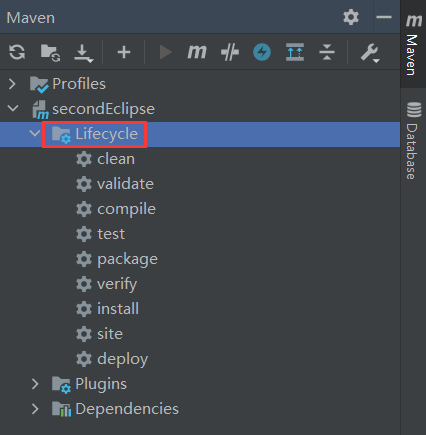 Maven
Profiles
secondEclipse
Lifecycle
clean
validate
compile
test
package
verify
install
site
deploy
Plugins
Dependencies
m
Maven
Database